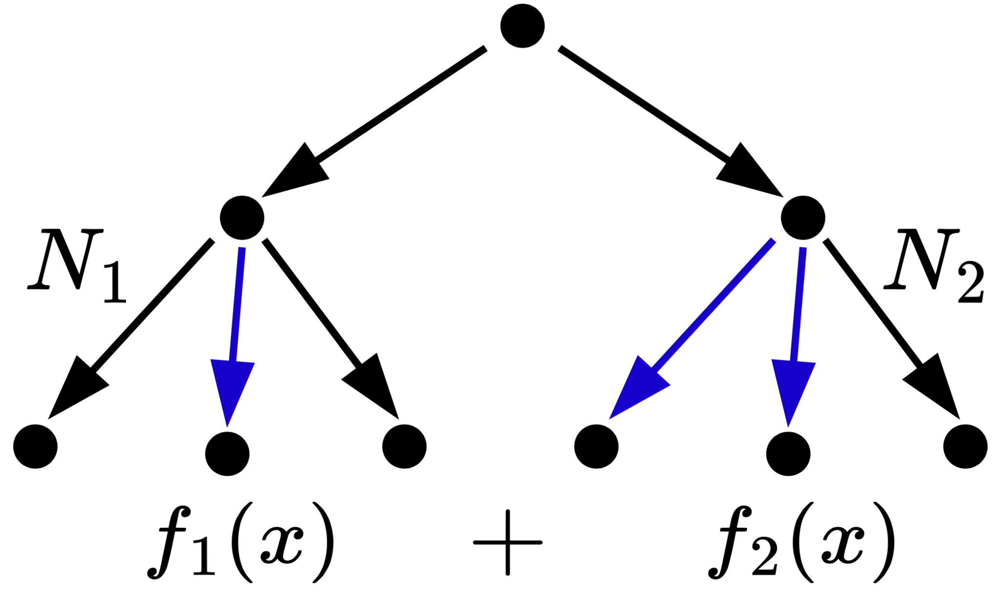 N₁ N₂
f₁(x) + f₂(x)